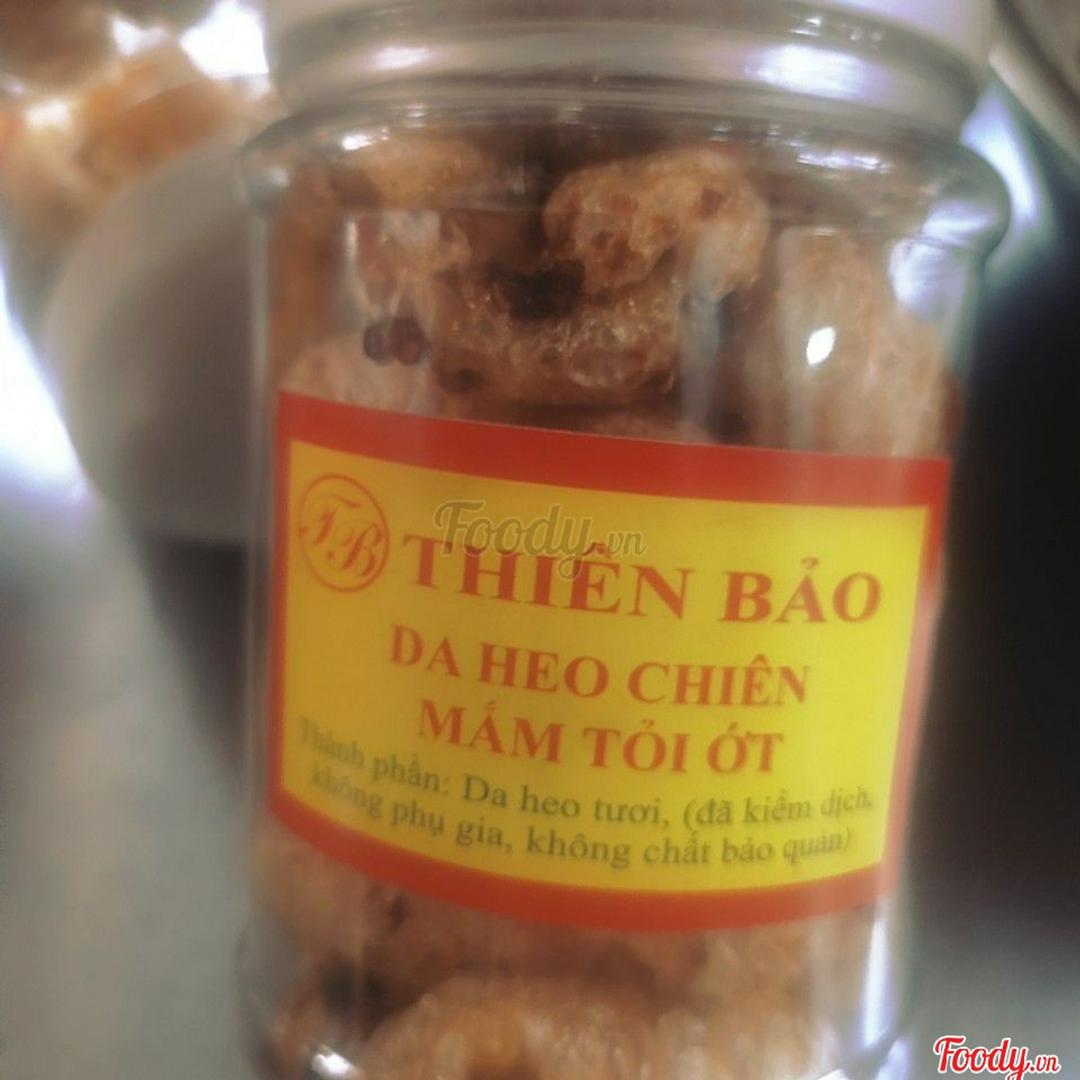 Foody.vn
TB
THIÊN BẢO
DA HEO CHIÊN
MẮM TỎI ỚT
Thành phần: Da heo tươi, (đã kiểm dịch,
không phụ gia, không chất bảo quản)
Foody.vn